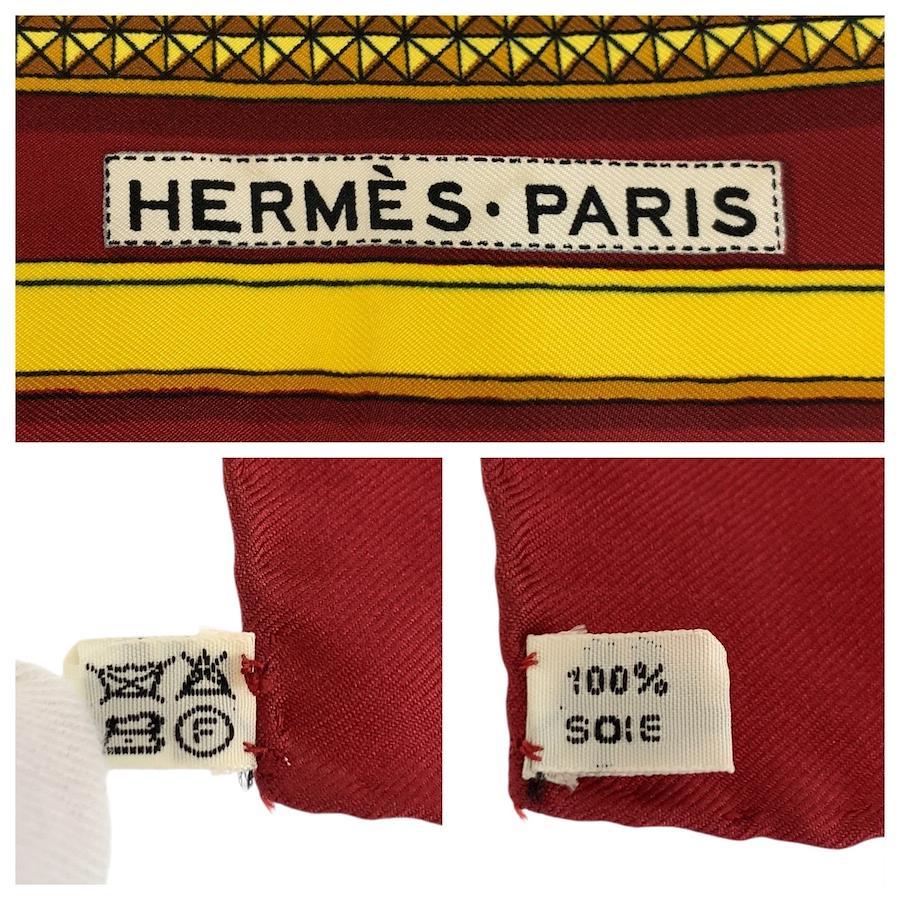 HERMÈS · PARIS
F
100%
SOIE